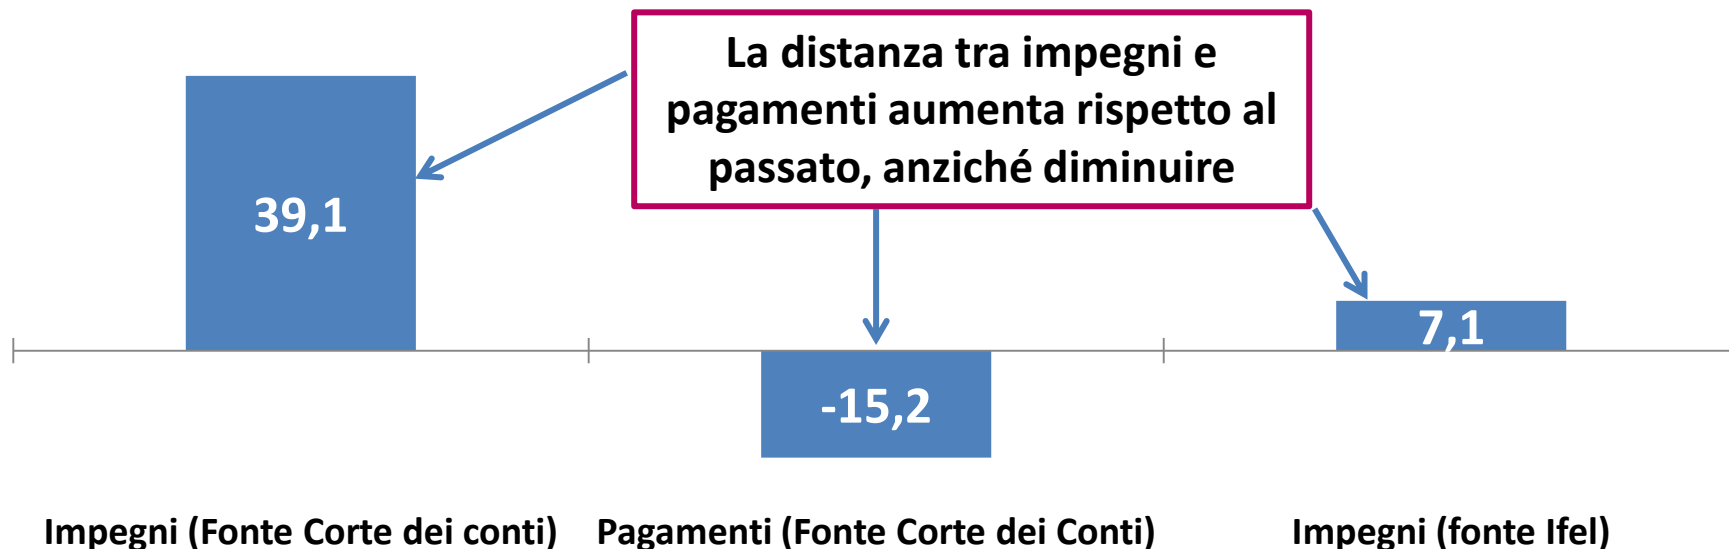 La distanza tra impegni e
pagamenti aumenta rispetto al
passato, anziché diminuire
39,1
-15,2
7,1
Impegni (Fonte Corte dei conti)
Pagamenti (Fonte Corte dei Conti)
Impegni (fonte Ifel)